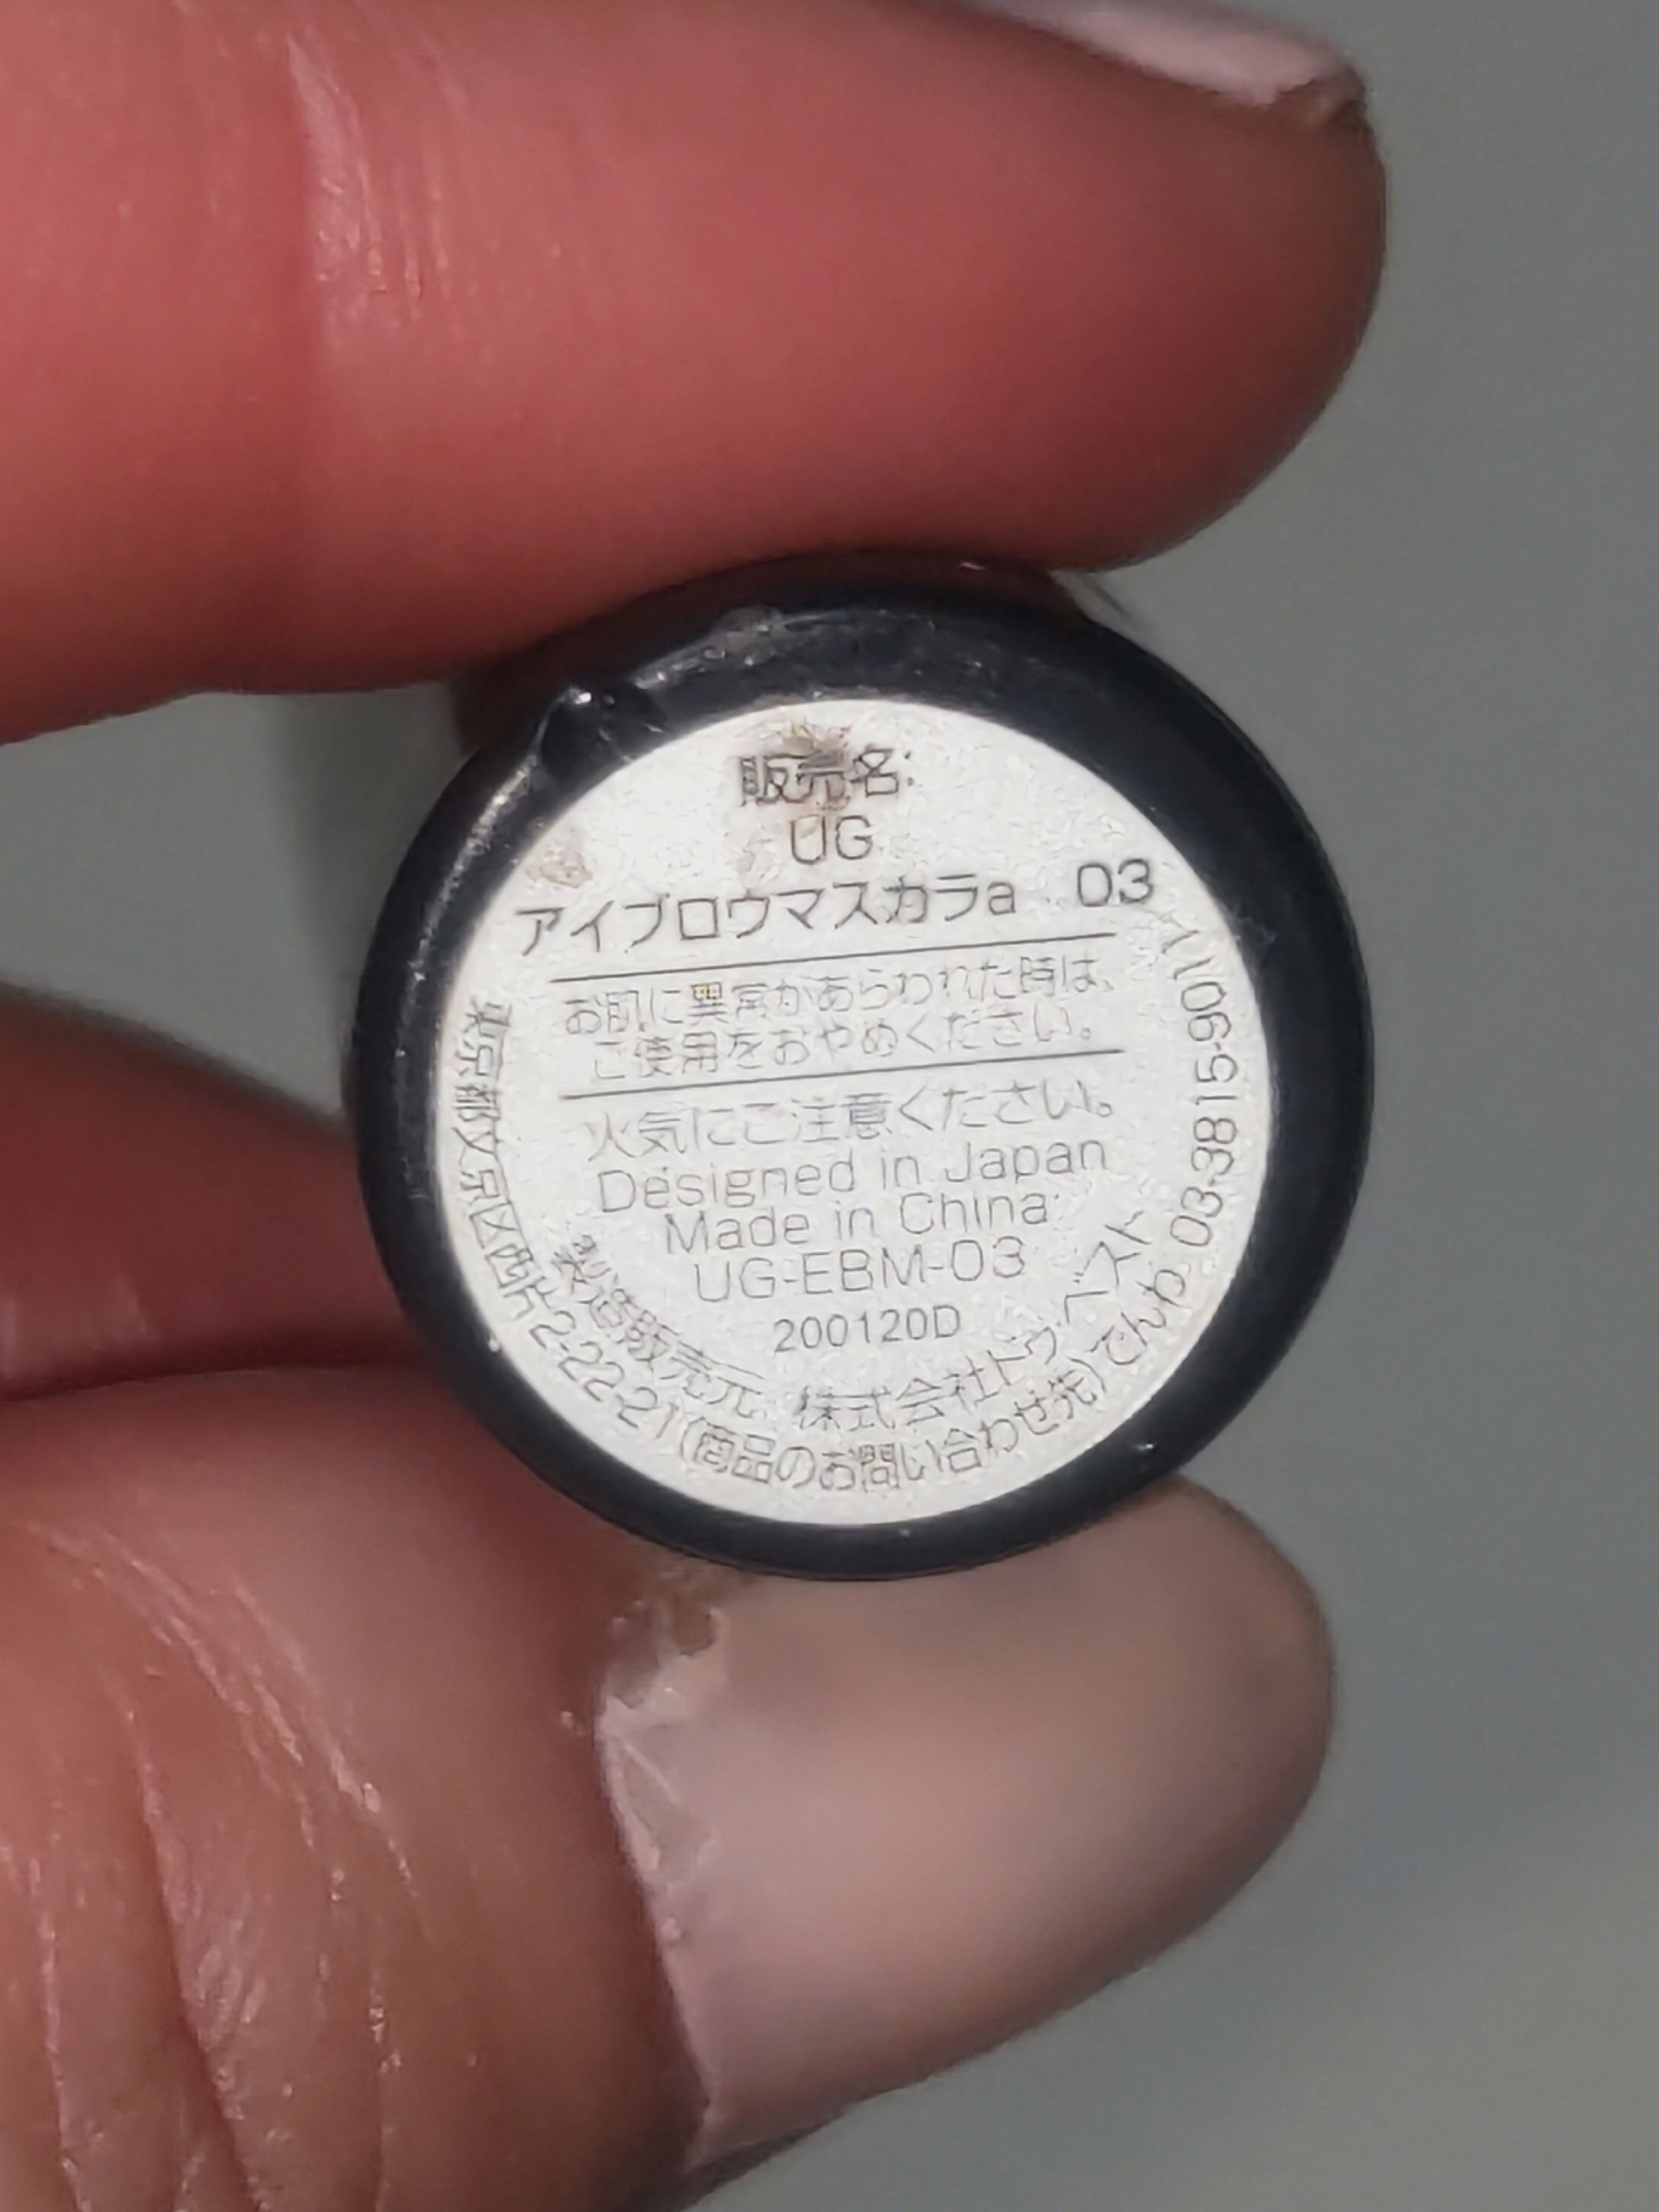 販売名:
UG
アイブロウマスカラa 03
お肌に異常があらわれた時は、
ご使用をおやめください。
火気にご注意ください。
Designed in Japan
Made in China
UG-EBM-03
200120D
製造販売元 株式会社ドゥ・ベスト
東京都文京区西片2-22-21(商品のお問い合わせ先)でんわ 03-3815-9011